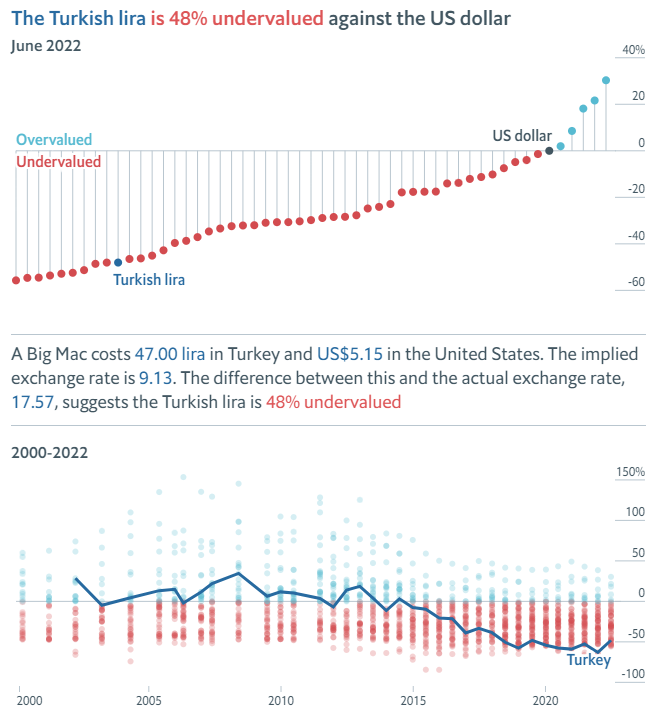 The Turkish lira is 48% undervalued against the US dollar
June 2022
40%
20
US dollar
0
Overvalued
Undervalued
-20
-40
Turkish lira
-60
A Big Mac costs 47.00 lira in Turkey and US$5.15 in the United States. The implied
exchange rate is 9.13. The difference between this and the actual exchange rate,
17.57, suggests the Turkish lira is 48% undervalued
2000-2022
150%
100
50
0
-50
Turkey
-100
2000 2005 2010 2015 2020